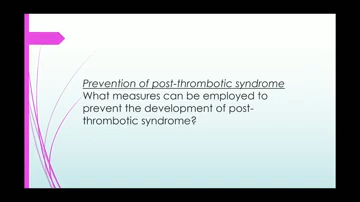 Prevention of post-thrombotic syndrome
What measures can be employed to
prevent the development of post-
thrombotic syndrome?